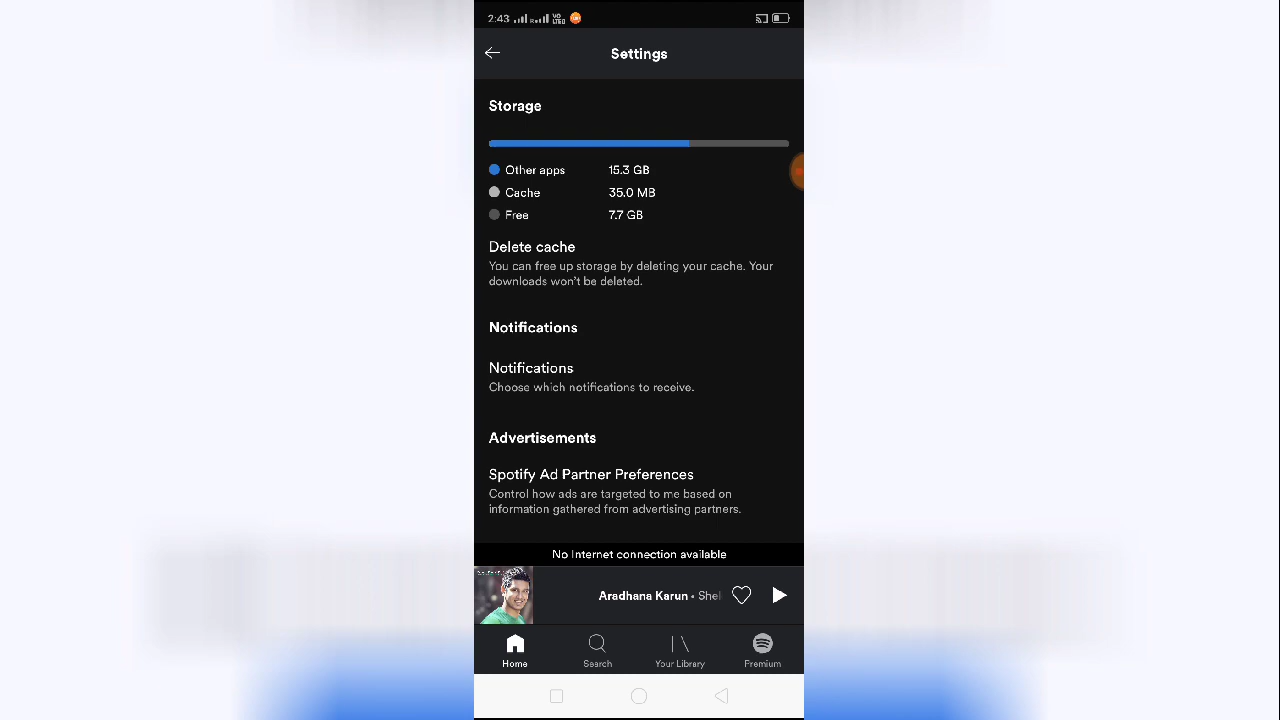 2:43
Settings
Storage
Other apps 15.3 GB
Cache 35.0 MB
Free 7.7 GB
Delete cache
You can free up storage by deleting your cache. Your
downloads won't be deleted.
Notifications
Notifications
Choose which notifications to receive.
Advertisements
Spotify Ad Partner Preferences
Control how ads are targeted to me based on
information gathered from advertising partners.
No Internet connection available
Aradhana Karun • Shel
Home Search Your Library Premium